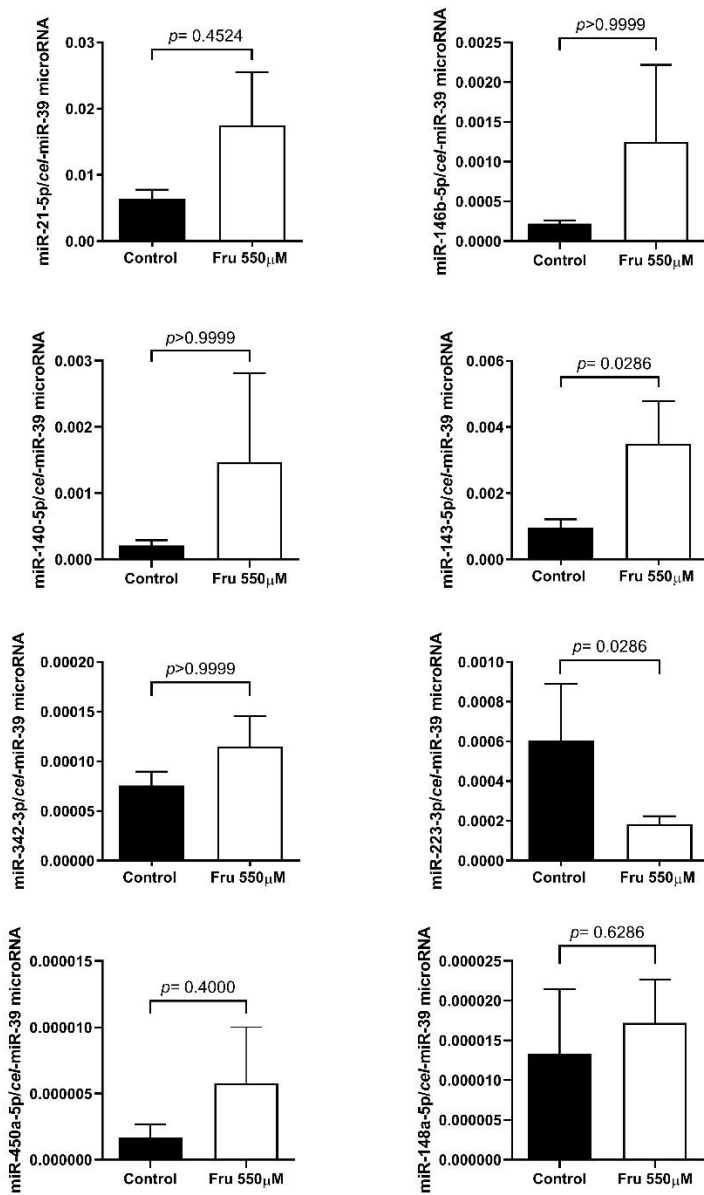 miR-21-5p/cel-miR-39 microRNA
p= 0.4524
0.03
0.02
0.01
0.00
Control
Fru 550µM
miR-146b-5p/cel-miR-39 microRNA
p>0.9999
0.0025
0.0020
0.0015
0.0010
0.0005
0.0000
Control
Fru 550µM
miR-140-5p/cel-miR-39 microRNA
p>0.9999
0.003
0.002
0.001
0.000
Control
Fru 550µM
miR-143-5p/cel-miR-39 microRNA
p= 0.0286
0.006
0.004
0.002
0.000
Control
Fru 550µM
miR-342-3p/cel-miR-39 microRNA
p>0.9999
0.00020
0.00015
0.00010
0.00005
0.00000
Control
Fru 550µM
miR-223-3p/cel-miR-39 microRNA
p= 0.0286
0.0010
0.0008
0.0006
0.0004
0.0002
0.0000
Control
Fru 550µM
miR-450a-5p/cel-miR-39 microRNA
p= 0.4000
0.000015
0.000010
0.000005
0.000000
Control
Fru 550µM
miR-148a-5p/cel-miR-39 microRNA
p= 0.6286
0.000025
0.000020
0.000015
0.000010
0.000005
0.000000
Control
Fru 550µM